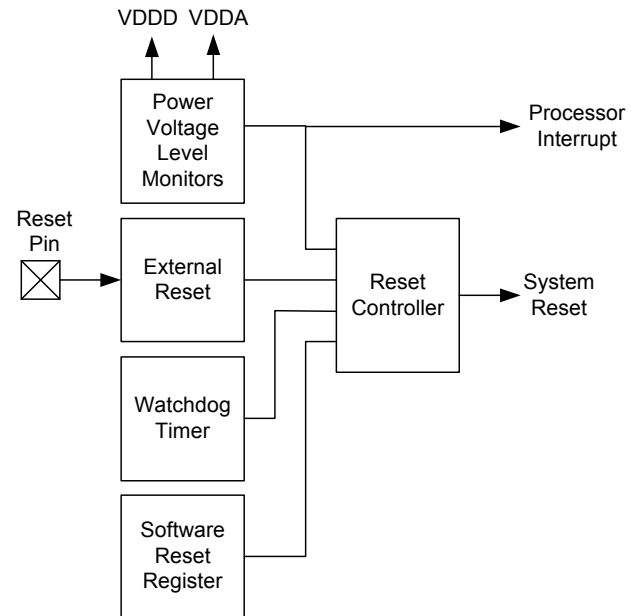 VDDD VDDA
Power
Voltage
Level
Monitors
Processor
Interrupt
Reset
Pin
External
Reset
Reset
Controller
System
Reset
Watchdog
Timer
Software
Reset
Register